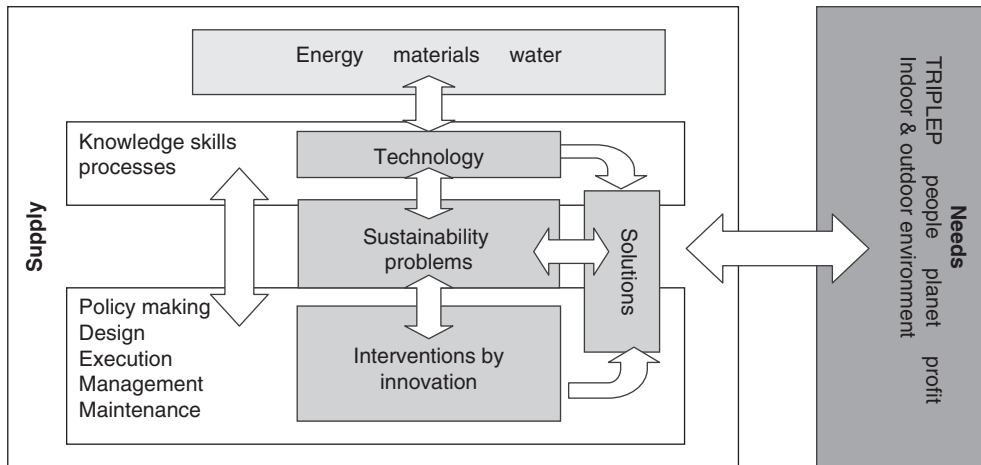 Supply
Energy materials water
Knowledge skills
processes
Technology
Sustainability
problems
Solutions
Policy making
Design
Execution
Management
Maintenance
Interventions by
innovation
Needs
TRIPLEP people planet profit
Indoor & outdoor environment